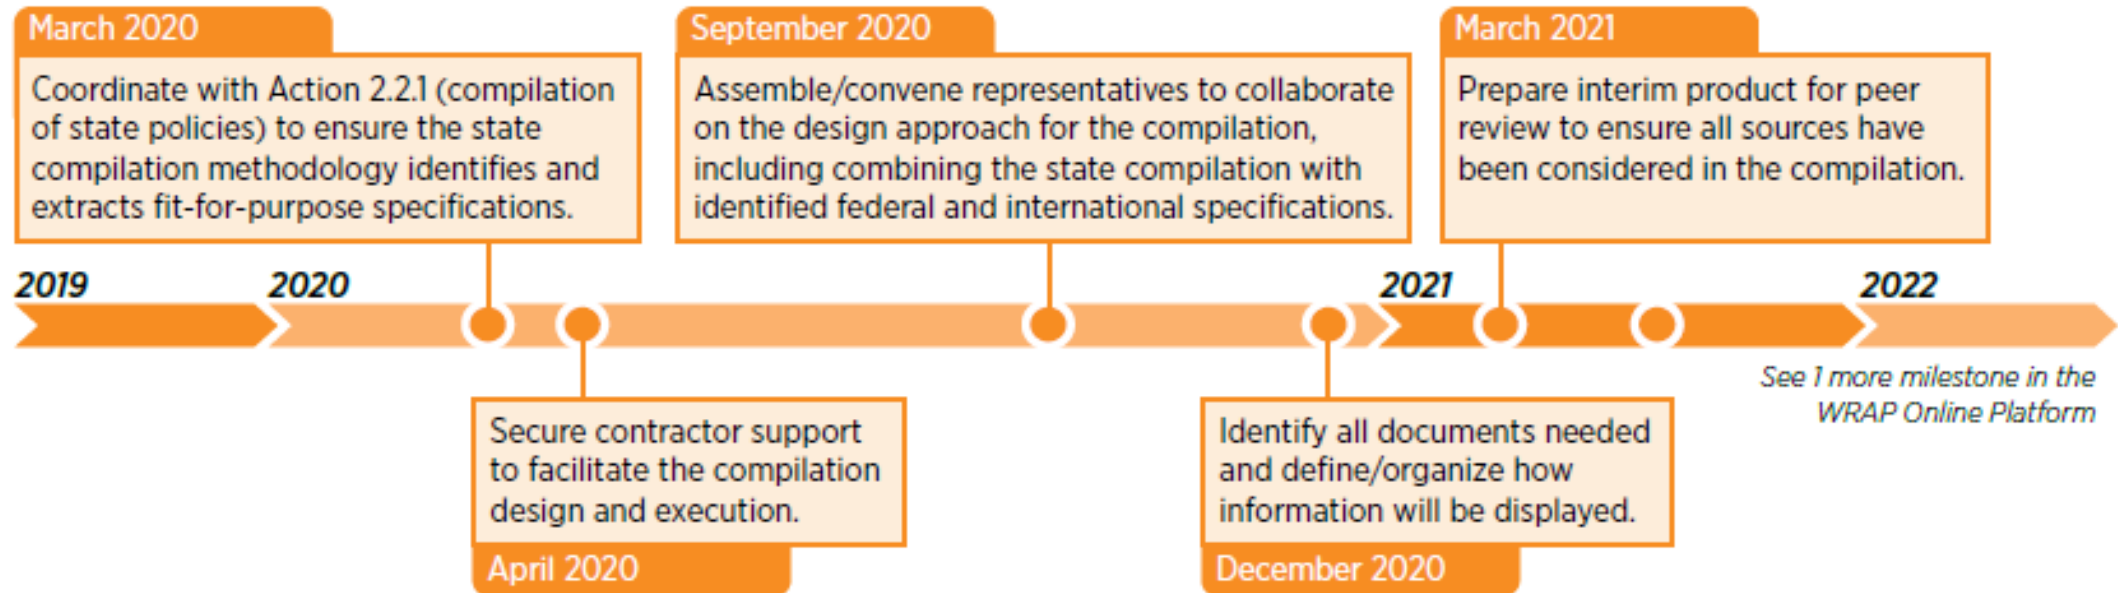 March 2020
Coordinate with Action 2.2.1 (compilation
of state policies) to ensure the state
compilation methodology identifies and
extracts fit-for-purpose specifications.
September 2020
Assemble/convene representatives to collaborate
on the design approach for the compilation,
including combining the state compilation with
identified federal and international specifications.
March 2021
Prepare interim product for peer
review to ensure all sources have
been considered in the compilation.
2019
2020
2021
2022
See 1 more milestone in the
WRAP Online Platform
Secure contractor support
to facilitate the compilation
design and execution.
April 2020
Identify all documents needed
and define/organize how
information will be displayed.
December 2020